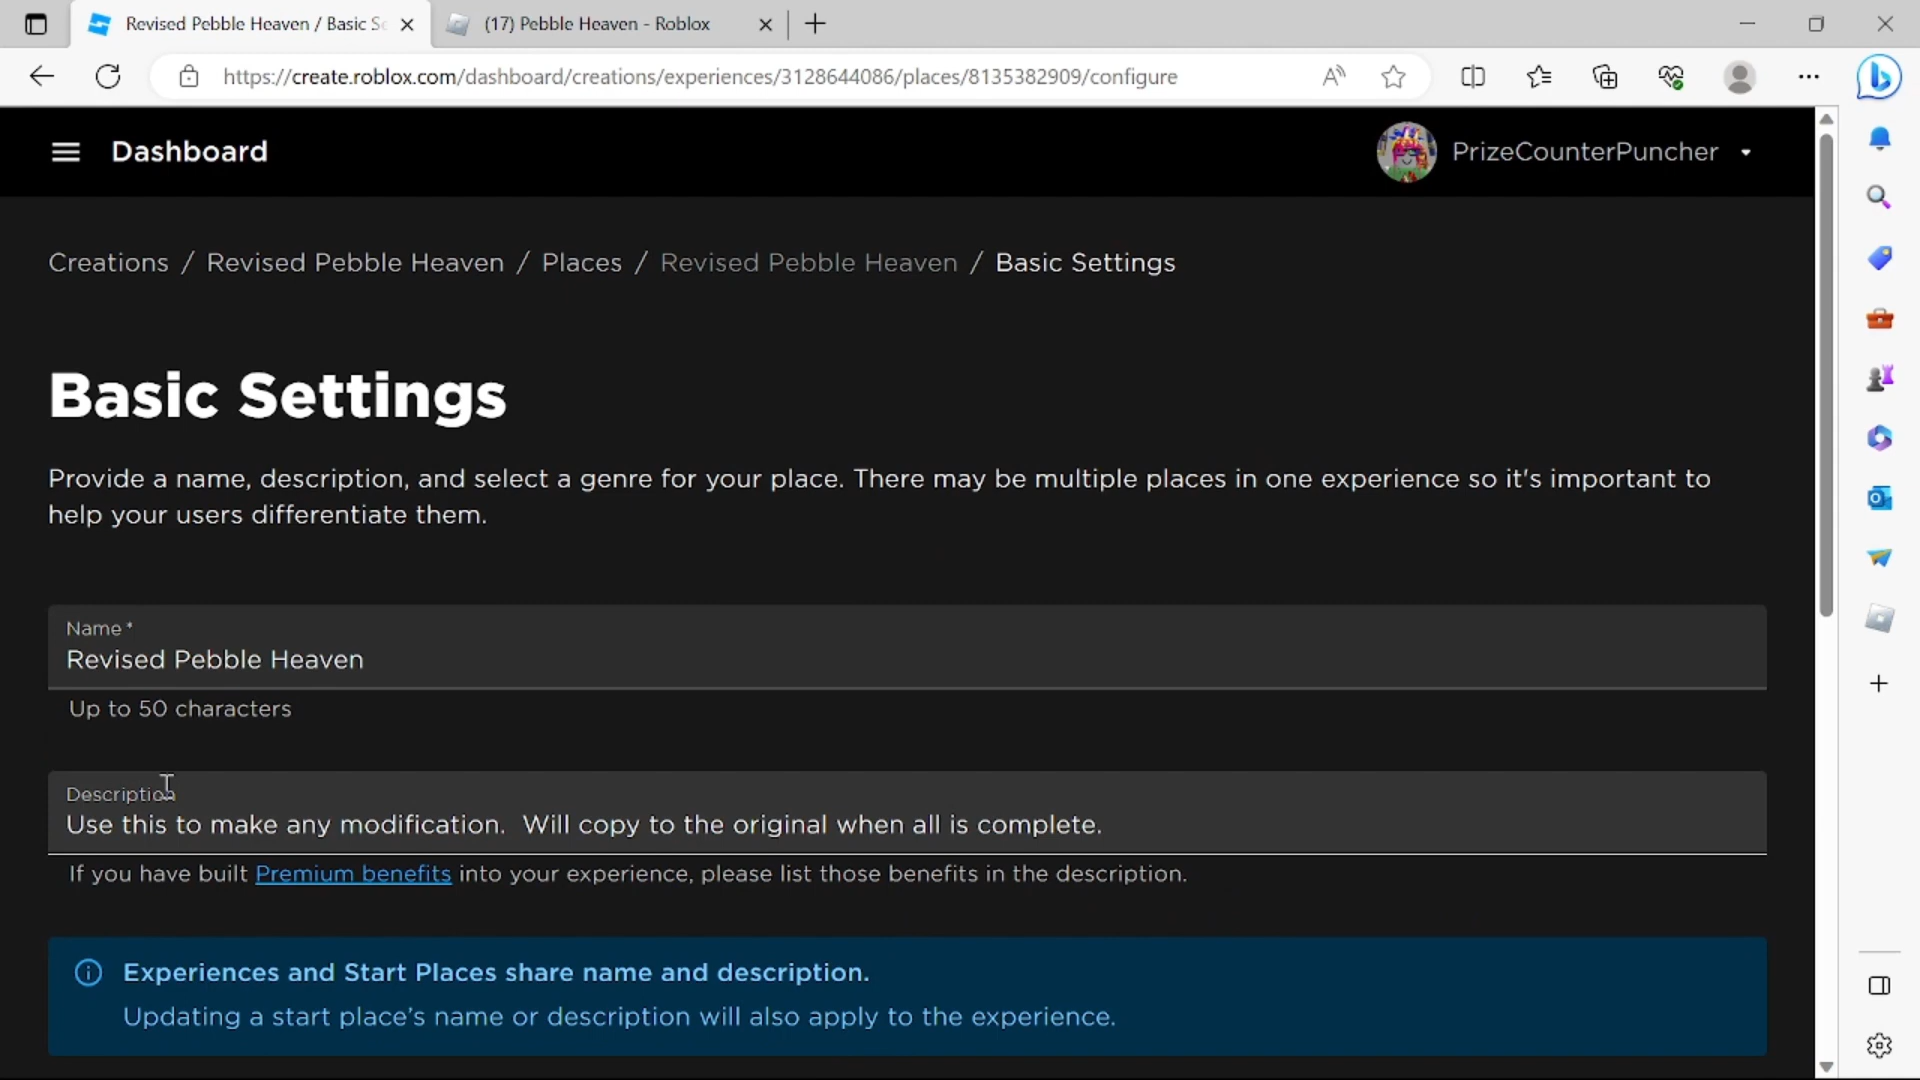 Revised Pebble Heaven / Basic Se
(17) Pebble Heaven - Roblox
https://create.roblox.com/dashboard/creations/experiences/3128644086/places/8135382909/configure
Dashboard
PrizeCounterPuncher
Creations / Revised Pebble Heaven / Places / Revised Pebble Heaven / Basic Settings
Basic Settings
Provide a name, description, and select a genre for your place. There may be multiple places in one experience so it's important to
help your users differentiate them.
Name *
Revised Pebble Heaven
Up to 50 characters
Description
Use this to make any modification.  Will copy to the original when all is complete.
If you have built Premium benefits into your experience, please list those benefits in the description.
Experiences and Start Places share name and description.
Updating a start place’s name or description will also apply to the experience.